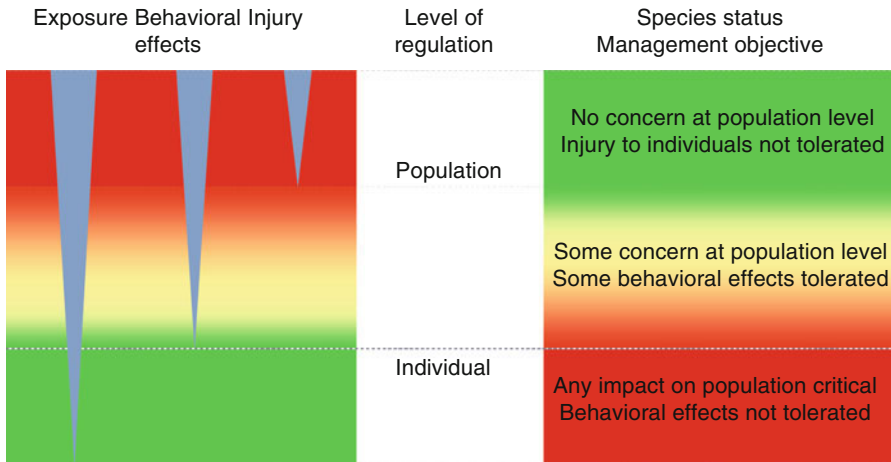 Exposure Behavioral Injury
effects
Level of
regulation
Species status
Management objective
No concern at population level
Injury to individuals not tolerated
Population
Some concern at population level
Some behavioral effects tolerated
Individual
Any impact on population critical
Behavioral effects not tolerated